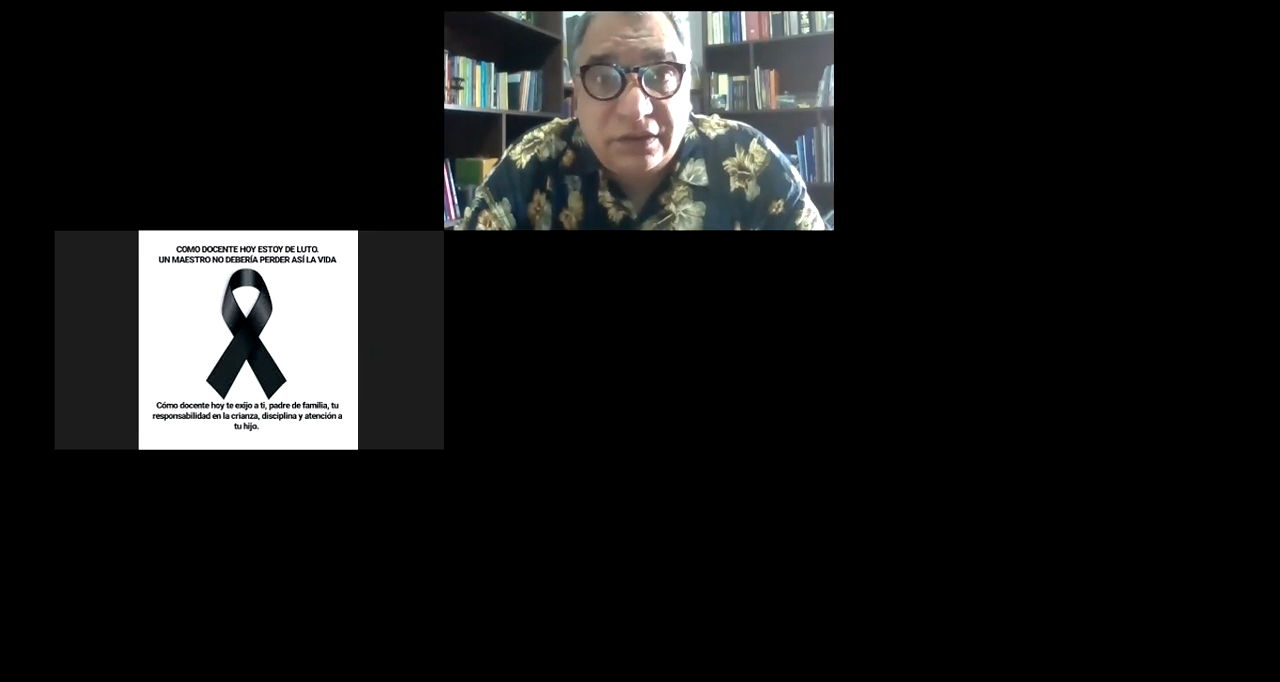 COMO DOCENTE HOY ESTOY DE LUTO.
UN MAESTRO NO DEBERÍA PERDER ASÍ LA VIDA
Cómo docente hoy te exijo a ti, padre de familia, tu
responsabilidad en la crianza, disciplina y atención a
tu hijo.